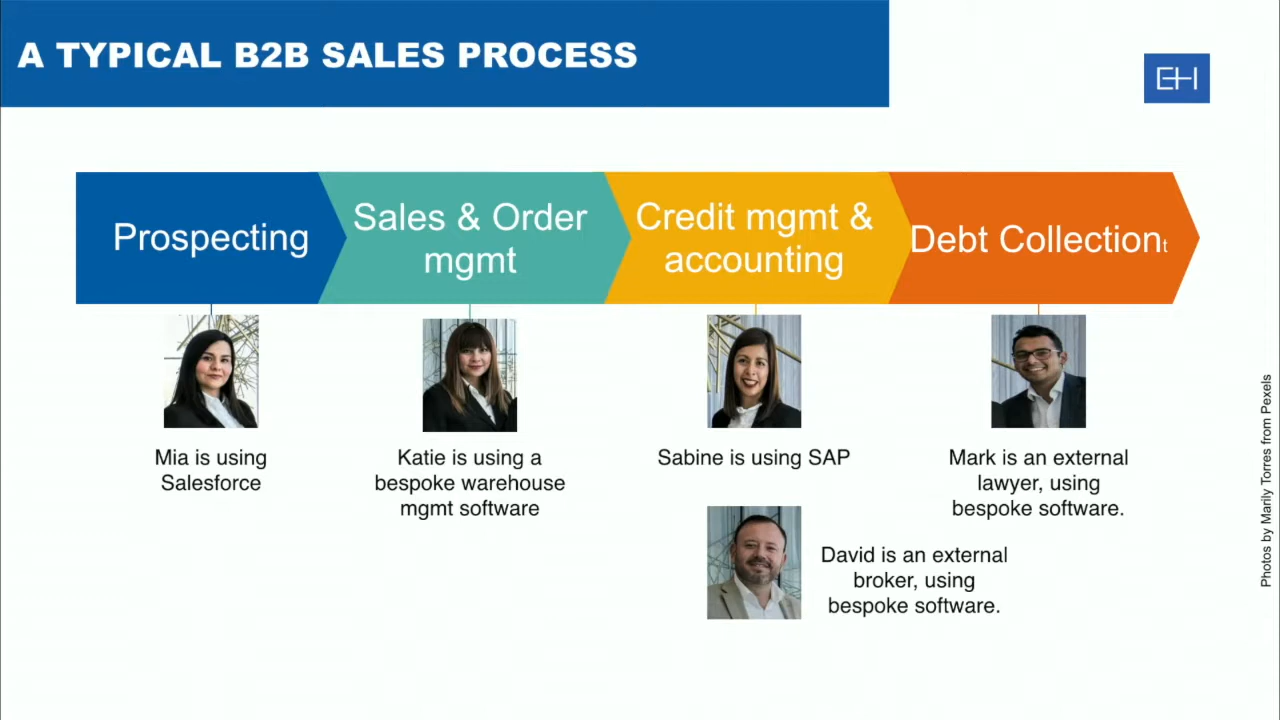 A TYPICAL B2B SALES PROCESS
EH
Prospecting
Sales & Order
mgmt
Credit mgmt &
accounting
Debt Collectiont
Mia is using
Salesforce
Katie is using a
bespoke warehouse
mgmt software
Sabine is using SAP
Mark is an external
lawyer, using
bespoke software.
David is an external
broker, using
bespoke software.
Photos by Marily Torres from Pexels